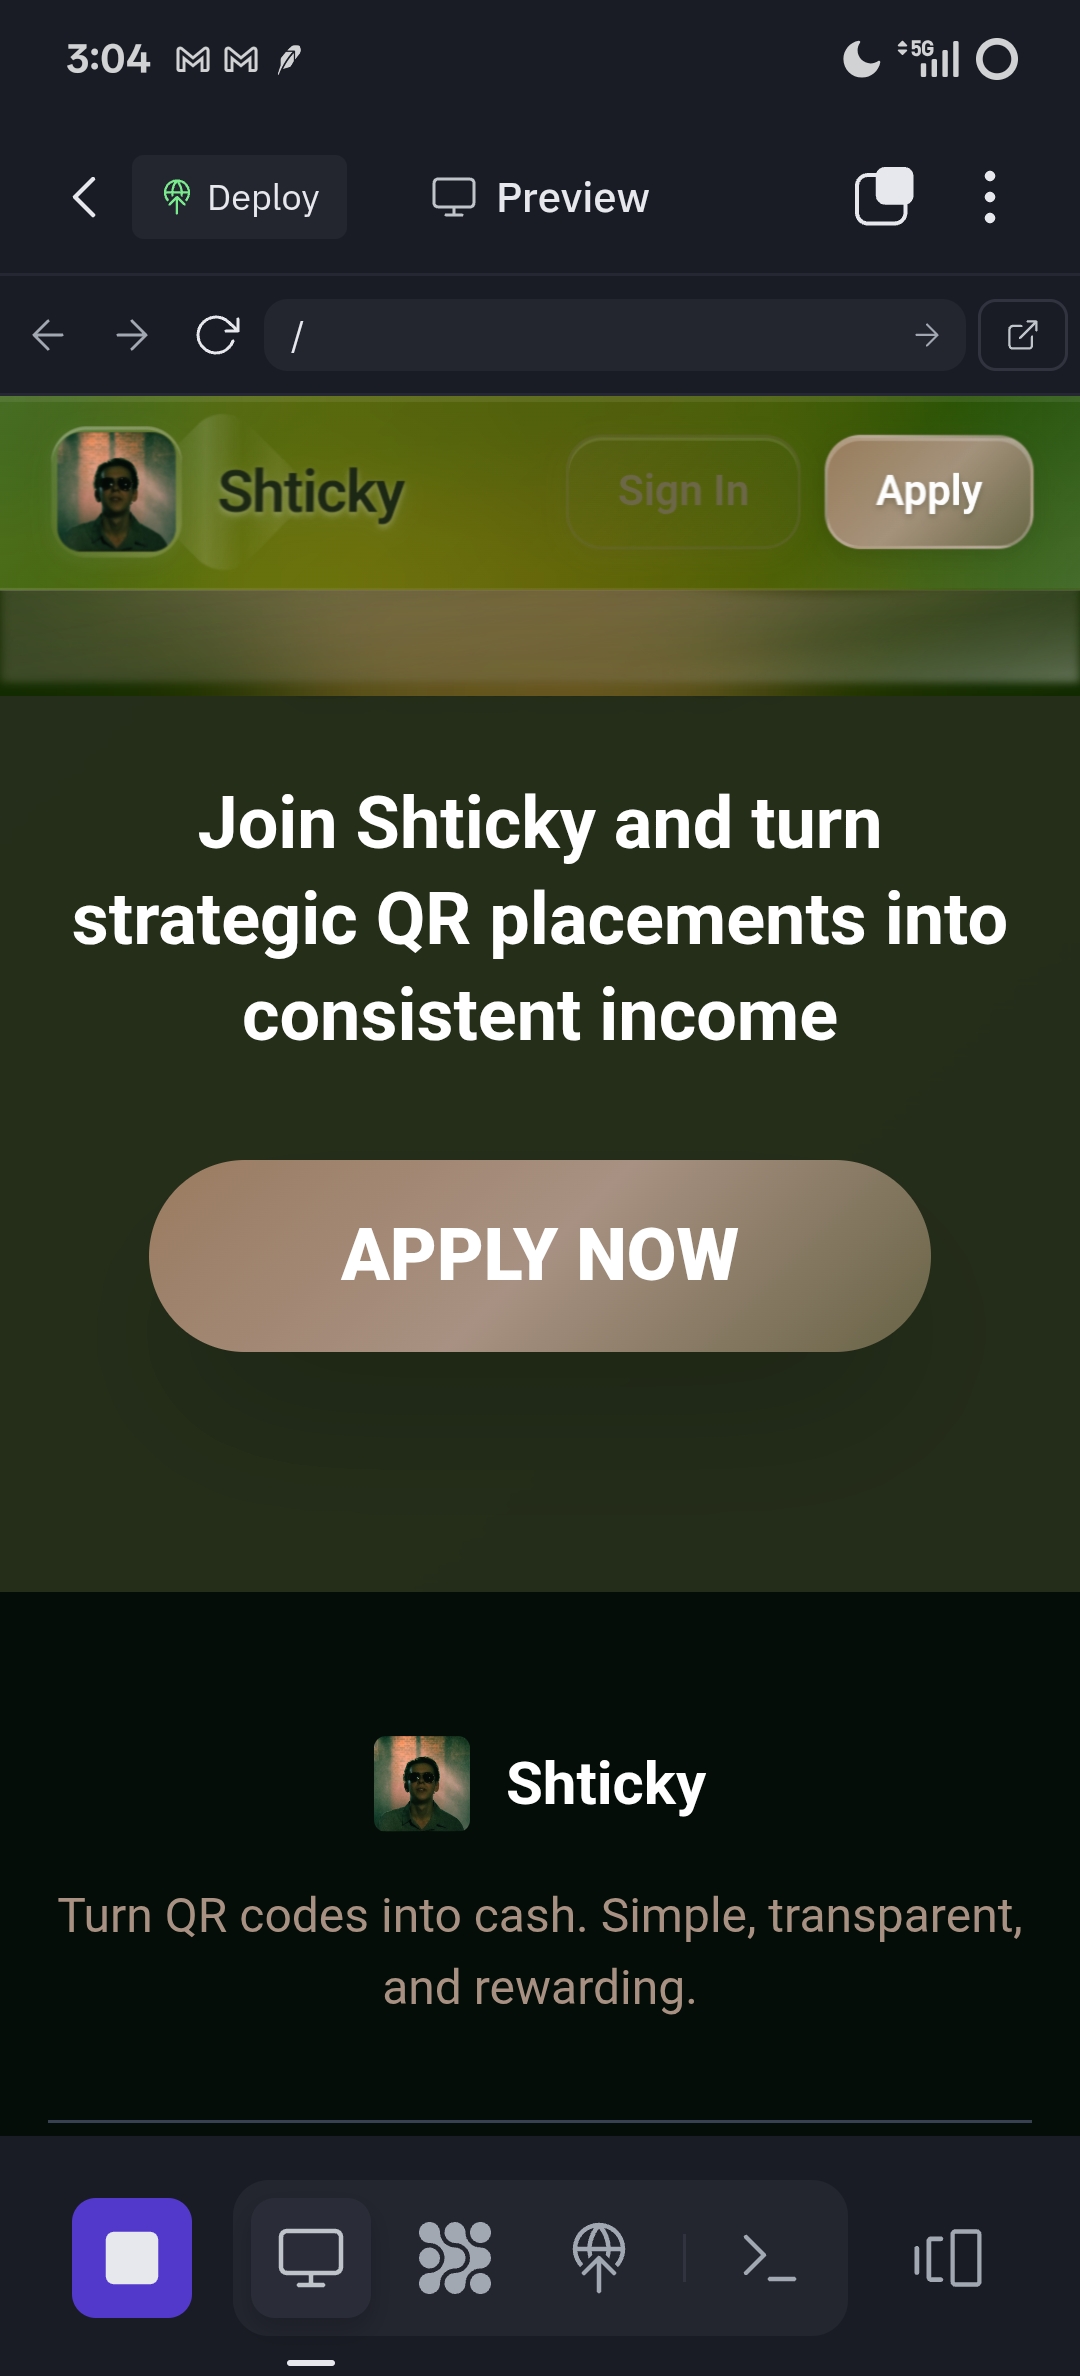 3:04
5G
Deploy
Preview
/
Shticky
Sign In
Apply
Join Shticky and turn
strategic QR placements into
consistent income
APPLY NOW
Shticky
Turn QR codes into cash. Simple, transparent,
and rewarding.